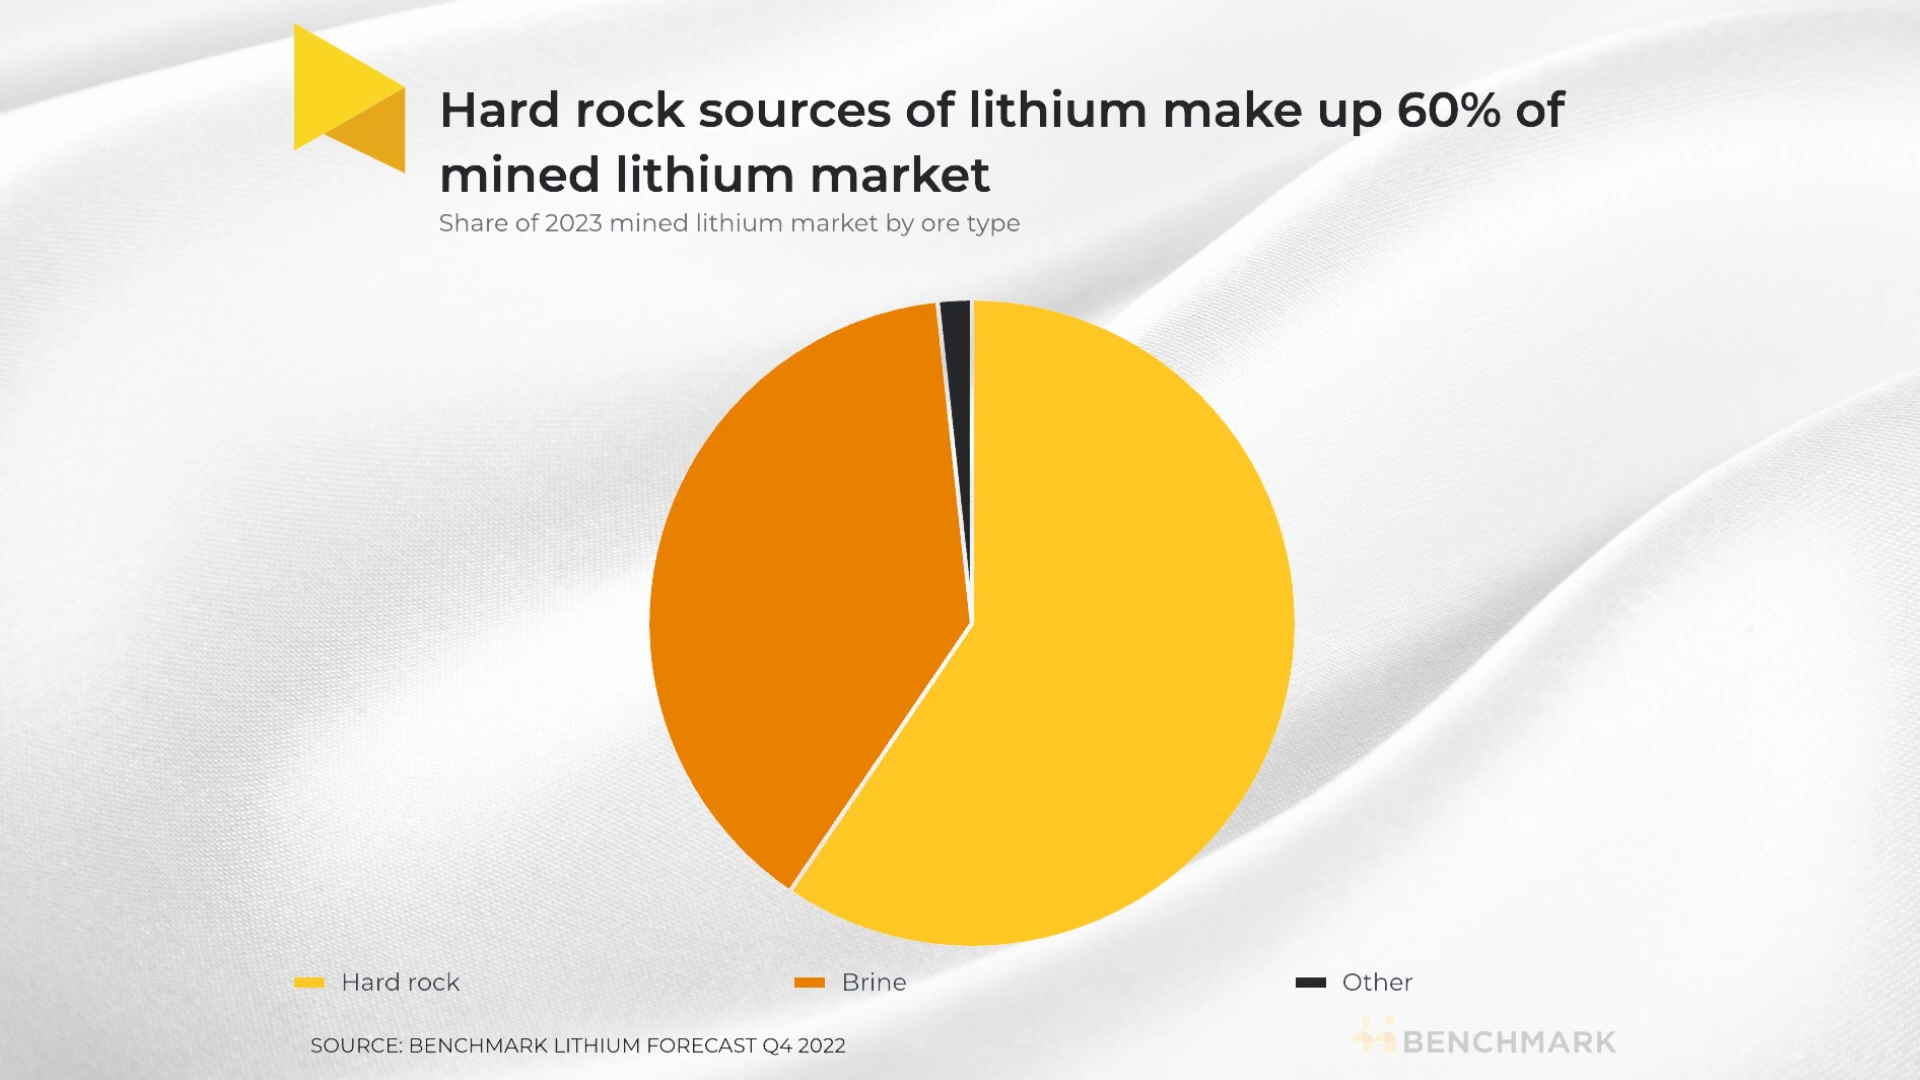 Hard rock sources of lithium make up 60% of
mined lithium market
Share of 2023 mined lithium market by ore type
Hard rock
Brine
Other
SOURCE: BENCHMARK LITHIUM FORECAST Q4 2022
BENCHMARK